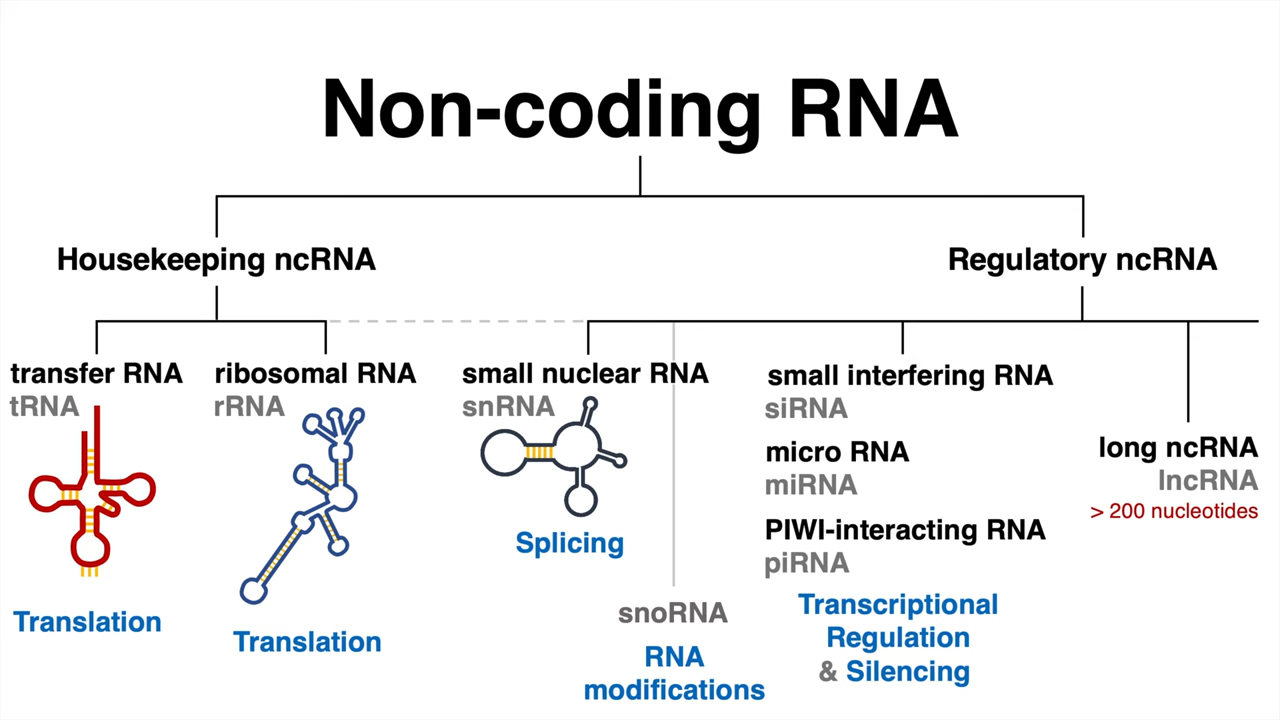 Non-coding RNA
Housekeeping ncRNA
Regulatory ncRNA
transfer RNA
tRNA
Translation
ribosomal RNA
rRNA
Translation
small nuclear RNA
snRNA
Splicing
snoRNA
RNA
modifications
small interfering RNA
siRNA
micro RNA
miRNA
PIWI-interacting RNA
piRNA
Transcriptional
Regulation
& Silencing
long ncRNA
lncRNA
> 200 nucleotides